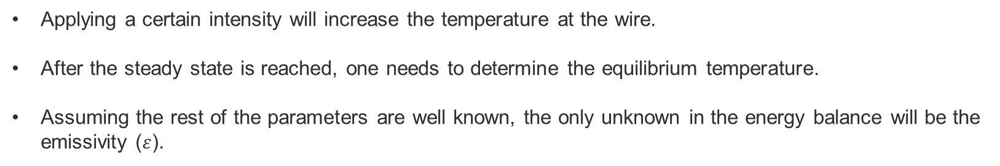 • Applying a certain intensity will increase the temperature at the wire.
• After the steady state is reached, one needs to determine the equilibrium temperature.
• Assuming the rest of the parameters are well known, the only unknown in the energy balance will be the
emissivity (ε).